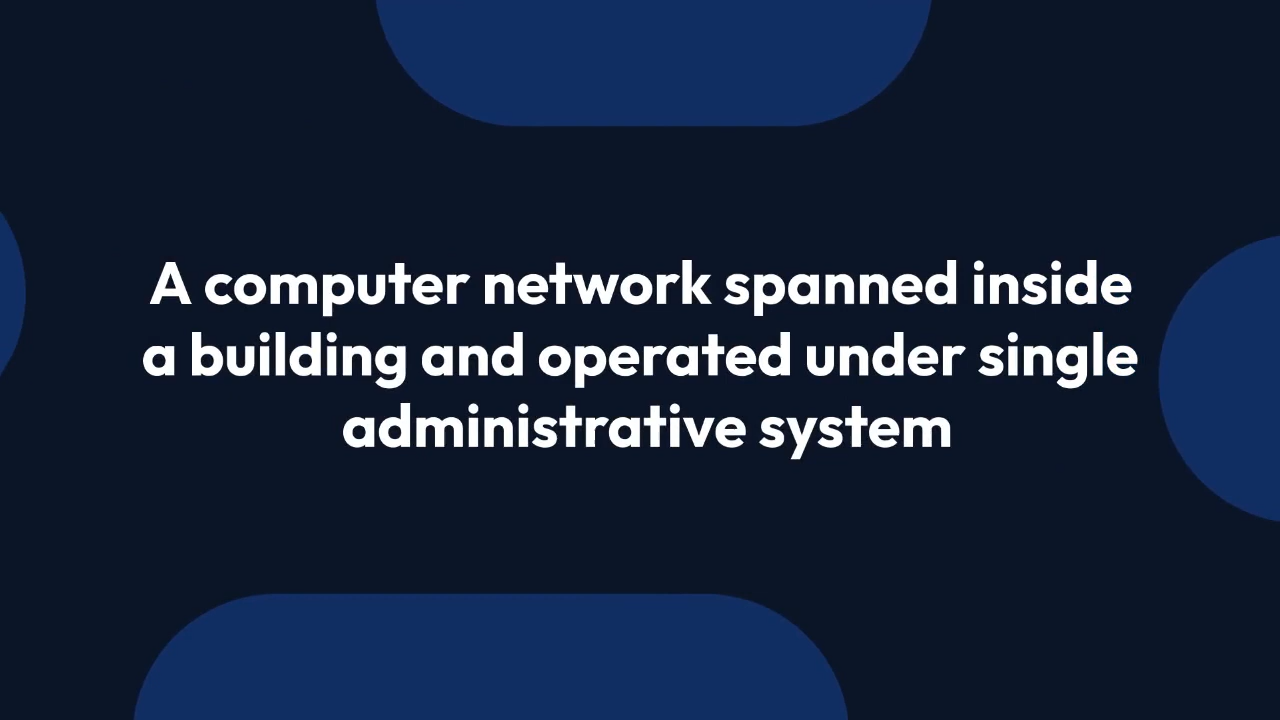 A computer network spanned inside
a building and operated under single
administrative system